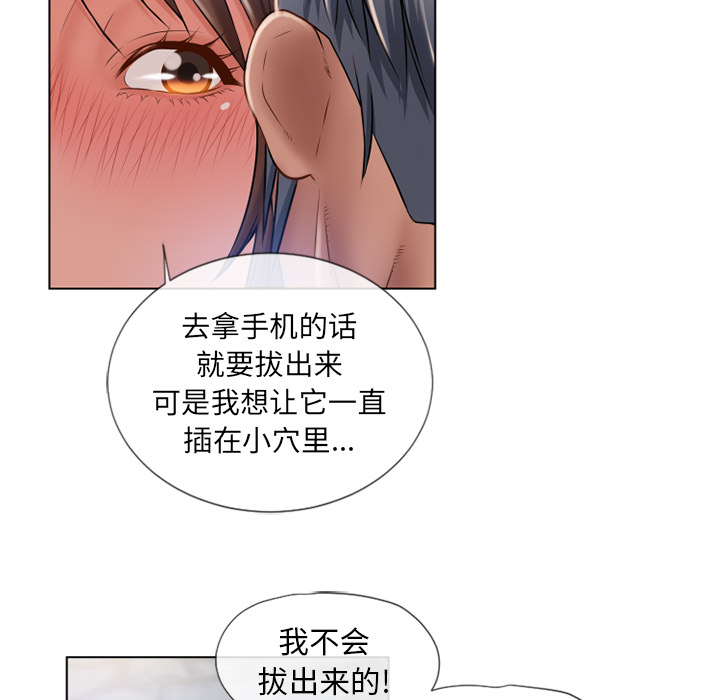 去拿手机的话
就要拔出来
可是我想让它一直
插在小穴里...
我不会
拔出来的!